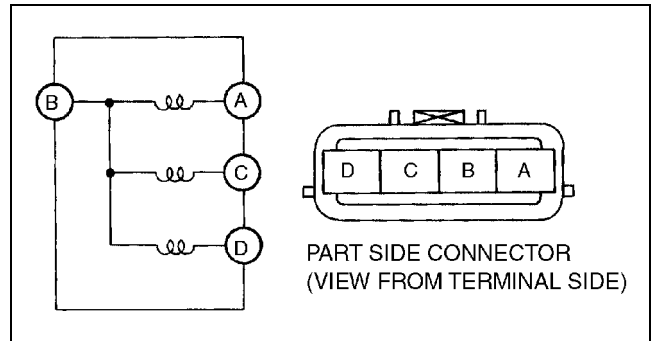 B
A
C
D
D C B A
PART SIDE CONNECTOR
(VIEW FROM TERMINAL SIDE)